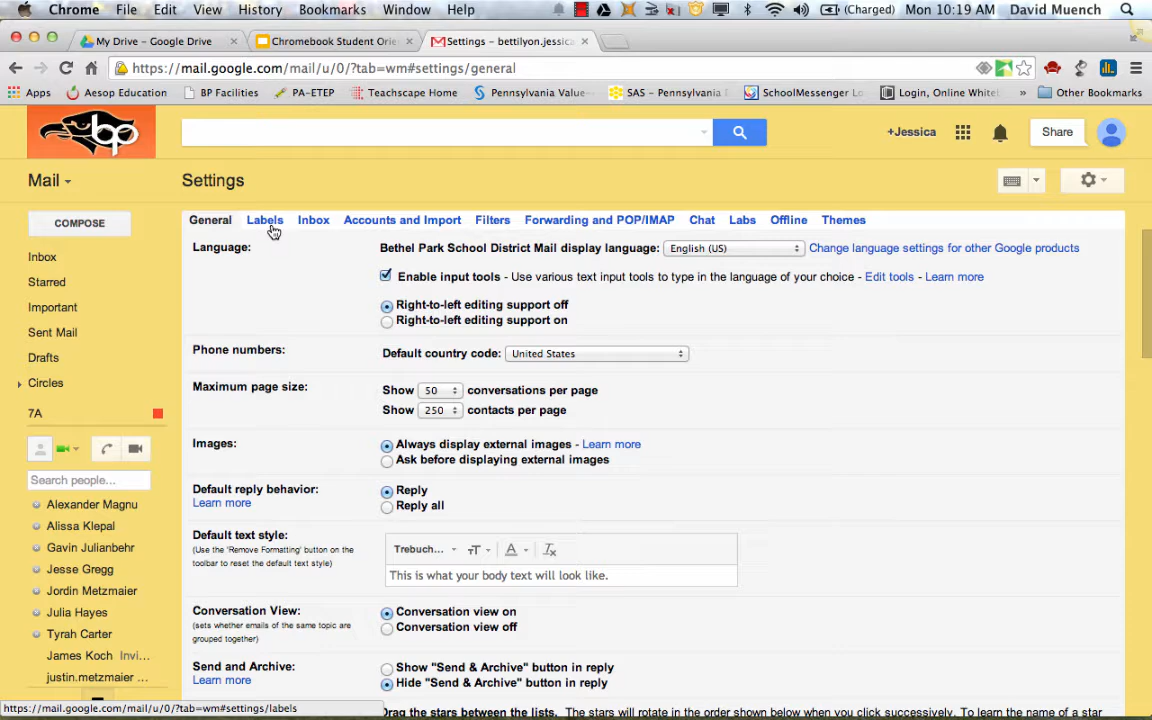 Chrome File Edit View History Bookmarks Window Help (Charged) Mon 10:19 AM David Muench
My Drive - Google Drive × Chromebook Student Orie × Settings - bettilyon.jessica ×
https://mail.google.com/mail/u/0/?tab=wm#settings/general
Apps Aesop Education BP Facilities PA-ETEP Teachscape Home Pennsylvania Value- SAS - Pennsylvania SchoolMessenger Lo Login, Online White » Other Bookmarks
bp +Jessica Share
Mail Settings
COMPOSE General Labels Inbox Accounts and Import Filters Forwarding and POP/IMAP Chat Labs Offline Themes
Language: Bethel Park School District Mail display language: English (US) Change language settings for other Google products
Inbox
Enable input tools - Use various text input tools to type in the language of your choice - Edit tools - Learn more
Starred
Important Right-to-left editing support off
Right-to-left editing support on
Sent Mail
Drafts Phone numbers: Default country code: United States
Circles Maximum page size: Show 50 conversations per page
7A Show 250 contacts per page
Images: Always display external images - Learn more
Ask before displaying external images
Search people...
Default reply behavior: Reply
Learn more Reply all
Alexander Magnu
Alissa Klepal
Default text style: Trebuch...
(Use the 'Remove Formatting' button on the
toolbar to reset the default text style)
Gavin Julianbehr
Jesse Gregg This is what your body text will look like.
Jordin Metzmaier
Julia Hayes Conversation View: Conversation view on
(sets whether emails of the same topic are
grouped together)
Conversation view off
Tyrah Carter
James Koch Invi...
Send and Archive: Show "Send & Archive" button in reply
Learn more Hide "Send & Archive" button in reply
justin.metzmaier ...
https://mail.google.com/mail/u/0/?tab=wm#settings/labels
Drag the stars between the lists. The stars will rotate in the order shown below when you click successively. To learn the name of a star